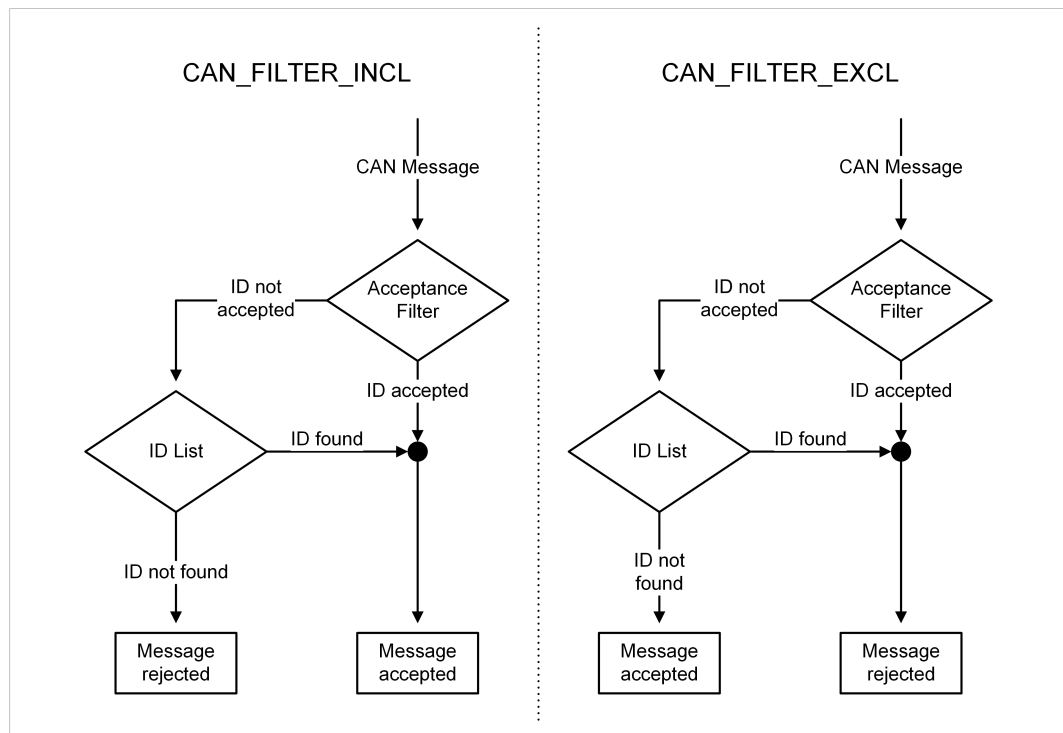 CAN_FILTER_INCL
CAN Message
Acceptance
Filter
ID not
accepted
ID accepted
ID List
ID found
ID not found
Message
rejected
Message
accepted
CAN_FILTER_EXCL
CAN Message
Acceptance
Filter
ID not
accepted
ID accepted
ID List
ID found
ID not
found
Message
accepted
Message
rejected